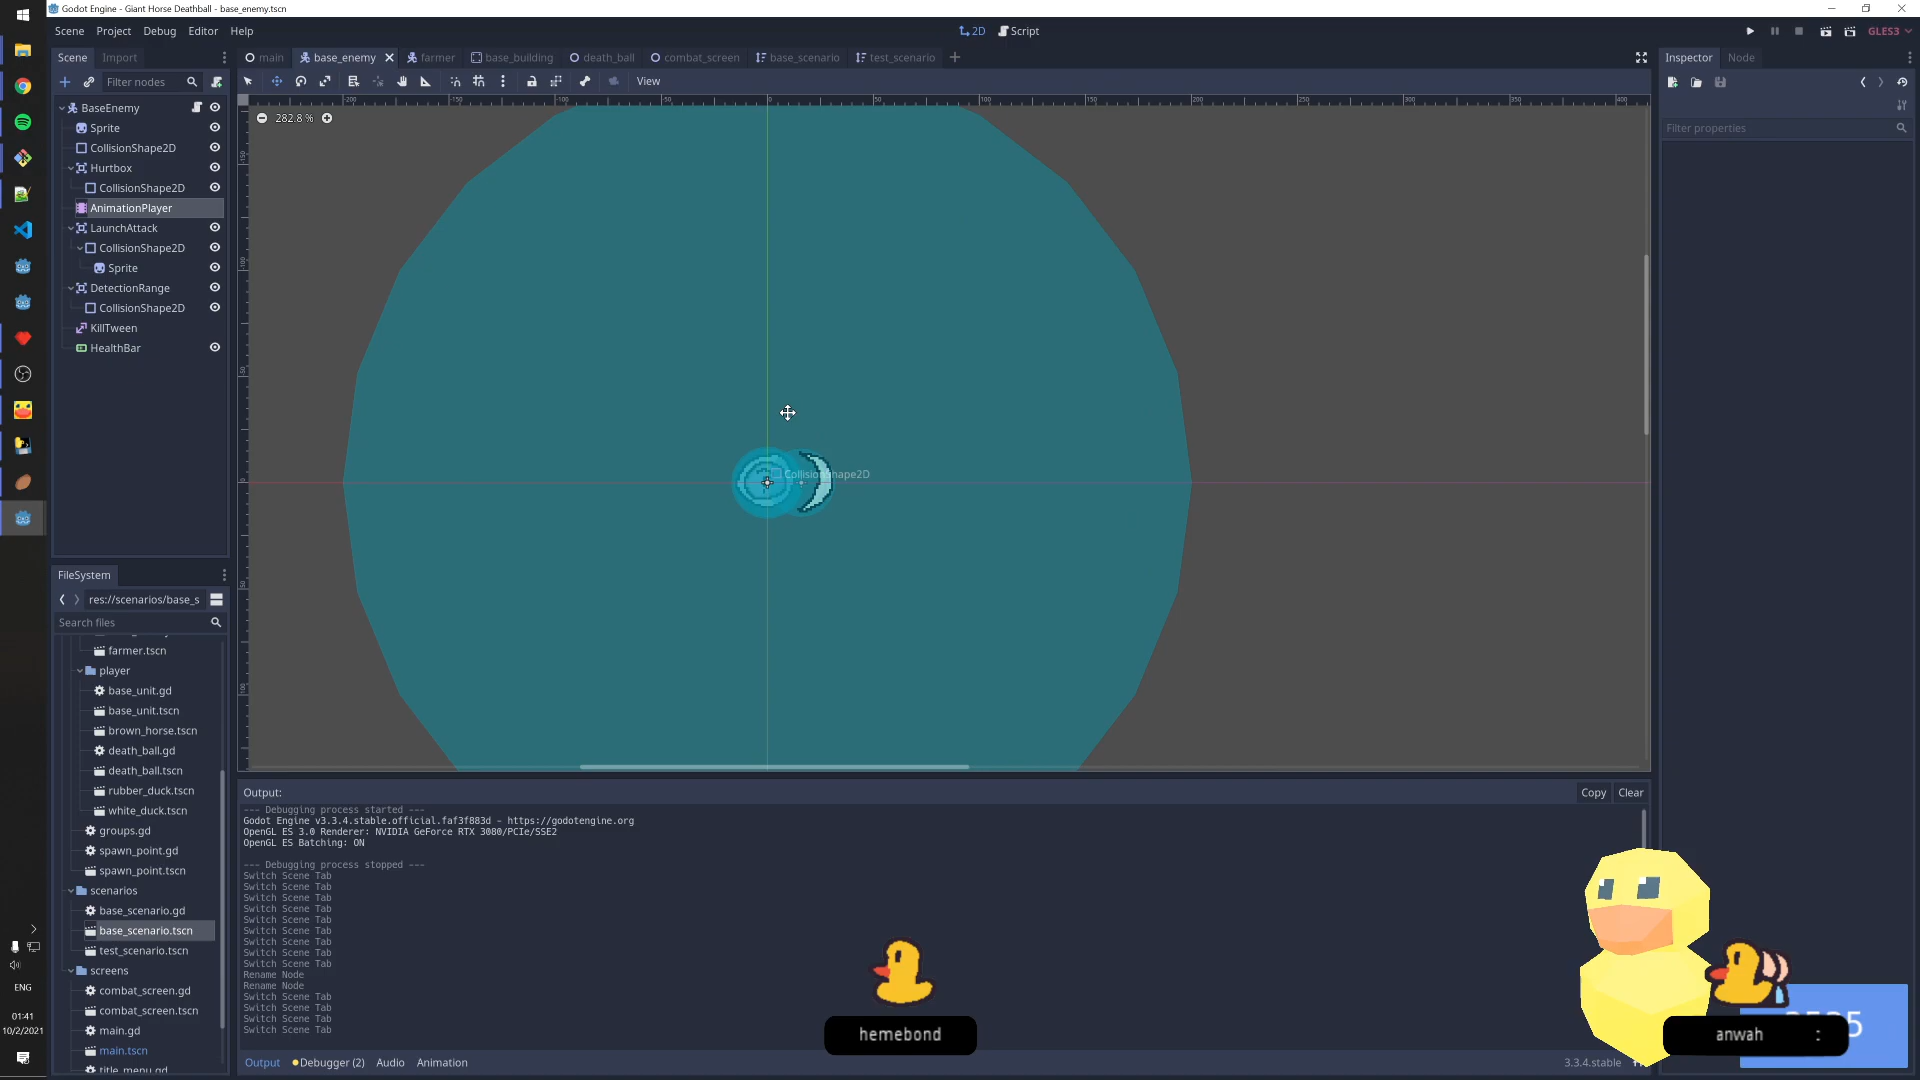 Godot Engine - Giant Horse Deathball - base_enemy.tscn
Scene Project Debug Editor Help
2D Script
GLES3
Scene Import
main base_enemy farmer base_building death_ball combat_screen base_scenario test_scenario
Inspector Node
Filter nodes
View
BaseEnemy
Sprite
CollisionShape2D
Hurtbox
CollisionShape2D
AnimationPlayer
LaunchAttack
CollisionShape2D
Sprite
DetectionRange
CollisionShape2D
KillTween
HealthBar
282.8 %
CollisionShape2D
Filter properties
FileSystem
res://scenarios/base_s
Search files
farmer.tscn
player
base_unit.gd
base_unit.tscn
brown_horse.tscn
death_ball.gd
death_ball.tscn
rubber_duck.tscn
white_duck.tscn
groups.gd
spawn_point.gd
spawn_point.tscn
scenarios
base_scenario.gd
base_scenario.tscn
test_scenario.tscn
screens
combat_screen.gd
combat_screen.tscn
main.gd
main.tscn
title_menu.gd
Output:
Copy Clear
--- Debugging process started ---
Godot Engine v3.3.4.stable.official.faf3f883d - https://godotengine.org
OpenGL ES 3.0 Renderer: NVIDIA GeForce RTX 3080/PCIe/SSE2
OpenGL ES Batching: ON
--- Debugging process stopped ---
Switch Scene Tab
Switch Scene Tab
Switch Scene Tab
Switch Scene Tab
Switch Scene Tab
Switch Scene Tab
Switch Scene Tab
Switch Scene Tab
Switch Scene Tab
Rename Node
Rename Node
Switch Scene Tab
Switch Scene Tab
Switch Scene Tab
Switch Scene Tab
Output Debugger (2) Audio Animation
3.3.4.stable
ENG
01:41
10/2/2021
hemebond
anwah :